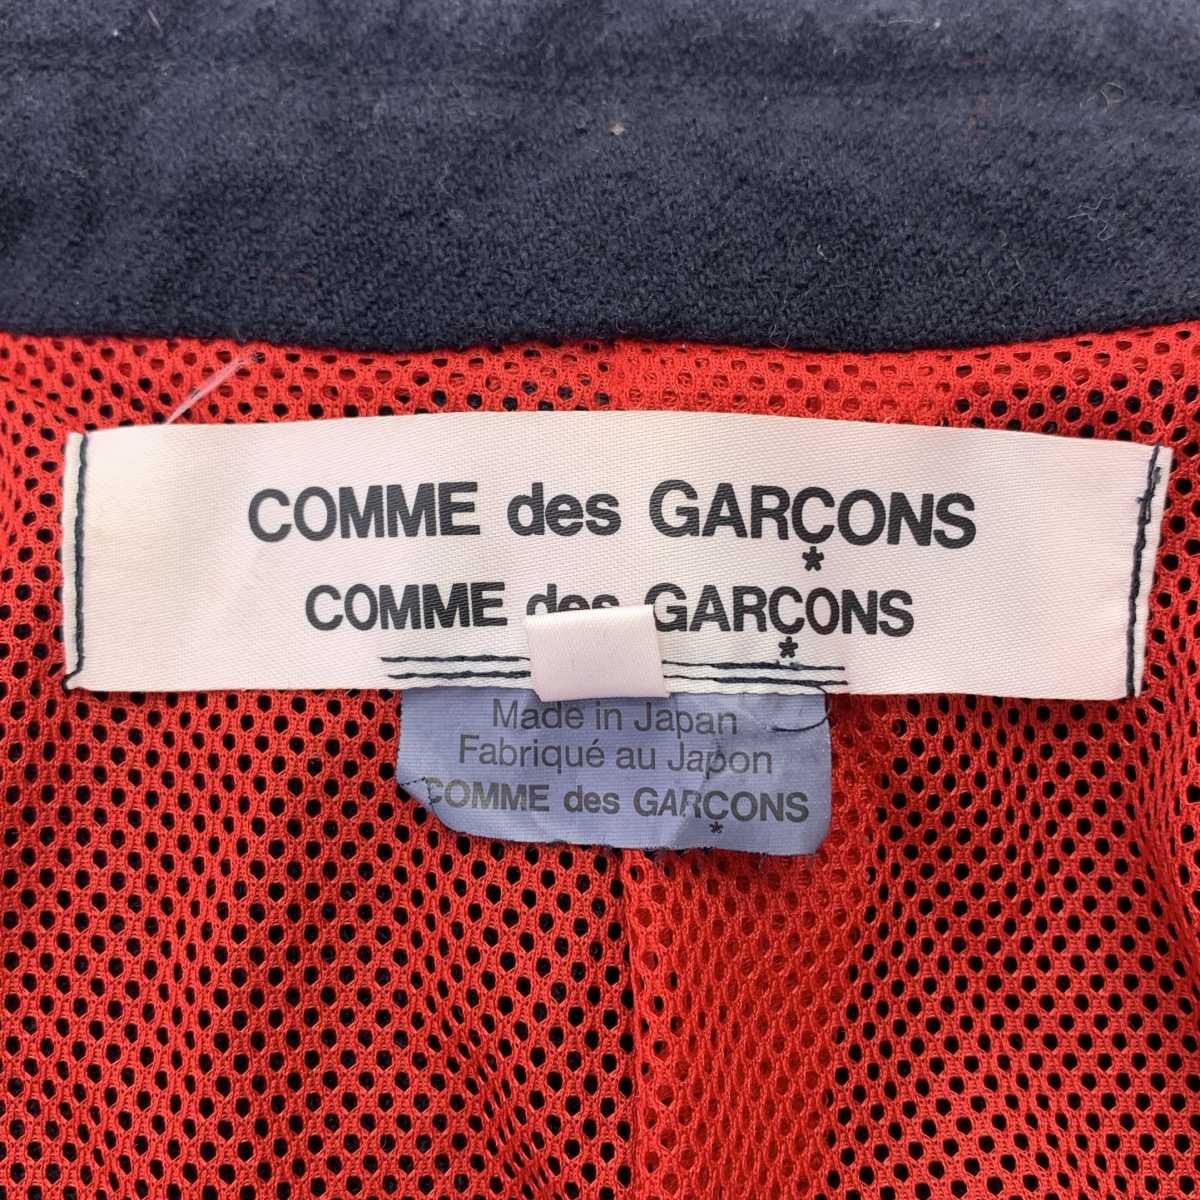 COMME des GARÇONS
COMME des GARÇONS
Made in Japan
Fabriqué au Japon
COMME des GARÇONS